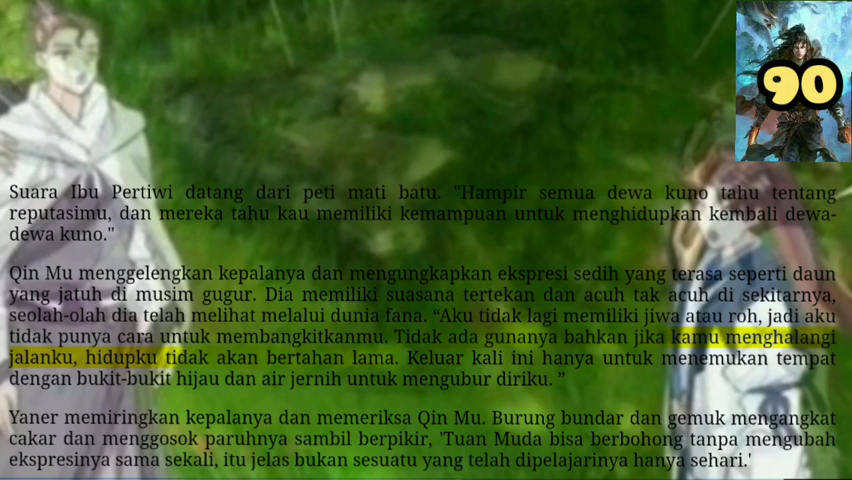 90
Suara Ibu Pertiwi datang dari peti mati batu. "Hampir semua dewa kuno tahu tentang
reputasimu, dan mereka tahu kau memiliki kemampuan untuk menghidupkan kembali dewa-
dewa kuno."
Qin Mu menggelengkan kepalanya dan mengungkapkan ekspresi sedih yang terasa seperti daun
yang jatuh di musim gugur. Dia memiliki suasana tertekan dan acuh tak acuh di sekitarnya,
seolah-olah dia telah melihat melalui dunia fana. “Aku tidak lagi memiliki jiwa atau roh, jadi aku
tidak punya cara untuk membangkitkanmu. Tidak ada gunanya bahkan jika kamu menghalangi
jalanku, hidupku tidak akan bertahan lama. Keluar kali ini hanya untuk menemukan tempat
dengan bukit-bukit hijau dan air jernih untuk mengubur diriku. ”
Yaner memiringkan kepalanya dan memeriksa Qin Mu. Burung bundar dan gemuk mengangkat
cakar dan menggosok paruhnya sambil berpikir, 'Tuan Muda bisa berbohong tanpa mengubah
ekspresinya sama sekali, itu jelas bukan sesuatu yang telah dipelajarinya hanya sehari.'